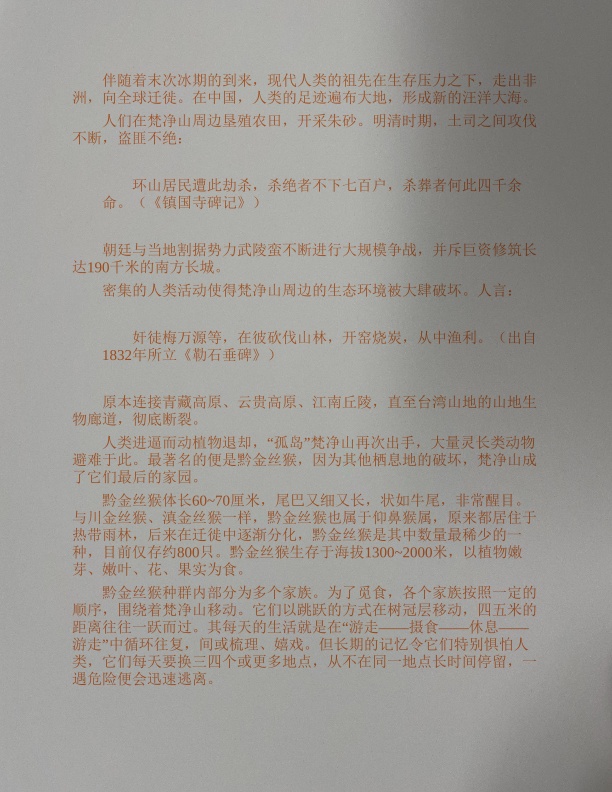 伴随着末次冰期的到来，现代人类的祖先在生存压力之下，走出非
洲，向全球迁徙。在中国，人类的足迹遍布大地，形成新的汪洋大海。
人们在梵净山周边垦殖农田，开采朱砂。明清时期，土司之间攻伐
不断，盗匪不绝：
环山居民遭此劫杀，杀绝者不下七百户，杀葬者何此四千余
命。（《镇国寺碑记》）
朝廷与当地割据势力武陵蛮不断进行大规模争战，并斥巨资修筑长
达190千米的南方长城。
密集的人类活动使得梵净山周边的生态环境被大肆破坏。人言：
奸徒梅万源等，在彼砍伐山林，开窑烧炭，从中渔利。（出自
1832年所立《勒石垂碑》）
原本连接青藏高原、云贵高原、江南丘陵，直至台湾山地的山地生
物廊道，彻底断裂。
人类进逼而动植物退却，“孤岛”梵净山再次出手，大量灵长类动物
避难于此。最著名的便是黔金丝猴，因为其他栖息地的破坏，梵净山成
了它们最后的家园。
黔金丝猴体长60~70厘米，尾巴又细又长，状如牛尾，非常醒目。
与川金丝猴、滇金丝猴一样，黔金丝猴也属于仰鼻猴属，原来都居住于
热带雨林，后来在迁徙中逐渐分化，黔金丝猴是其中数量最稀少的一
种，目前仅存约800只。黔金丝猴生存于海拔1300~2000米，以植物嫩
芽、嫩叶、花、果实为食。
黔金丝猴种群内部分为多个家族。为了觅食，各个家族按照一定的
顺序，围绕着梵净山移动。它们以跳跃的方式在树冠层移动，四五米的
距离往往一跃而过。其每天的生活就是在“游走——摄食——休息——
游走”中循环往复，间或梳理、嬉戏。但长期的记忆令它们特别惧怕人
类，它们每天要换三四个或更多地点，从不在同一地点长时间停留，一
遇危险便会迅速逃离。